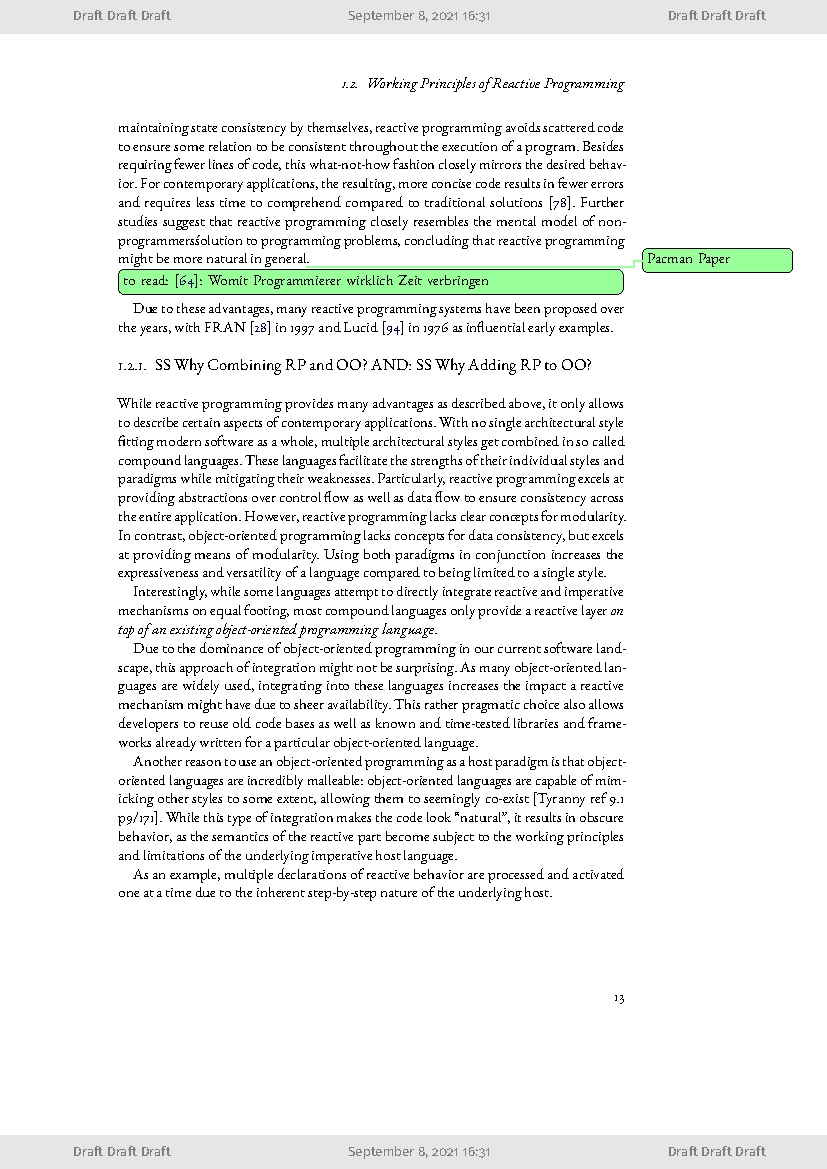 Draft Draft Draft September 8, 2021 16:31 Draft Draft Draft
1.2. Working Principles of Reactive Programming
maintaining state consistency by themselves, reactive programming avoids scattered code
to ensure some relation to be consistent throughout the execution of a program. Besides
requiring fewer lines of code, this what-not-how fashion closely mirrors the desired behav-
ior. For contemporary applications, the resulting, more concise code results in fewer errors
and requires less time to comprehend compared to traditional solutions [78]. Further
studies suggest that reactive programming closely resembles the mental model of non-
programmersśolution to programming problems, concluding that reactive programming
might be more natural in general.
Pacman Paper
to read: [64]: Womit Programmierer wirklich Zeit verbringen
Due to these advantages, many reactive programming systems have been proposed over
the years, with FRAN [28] in 1997 and Lucid [94] in 1976 as influential early examples.
1.2.1. SS Why Combining RP and OO? AND: SS Why Adding RP to OO?
While reactive programming provides many advantages as described above, it only allows
to describe certain aspects of contemporary applications. With no single architectural style
fitting modern software as a whole, multiple architectural styles get combined in so called
compound languages. These languages facilitate the strengths of their individual styles and
paradigms while mitigating their weaknesses. Particularly, reactive programming excels at
providing abstractions over control flow as well as data flow to ensure consistency across
the entire application. However, reactive programming lacks clear concepts for modularity.
In contrast, object-oriented programming lacks concepts for data consistency, but excels
at providing means of modularity. Using both paradigms in conjunction increases the
expressiveness and versatility of a language compared to being limited to a single style.
Interestingly, while some languages attempt to directly integrate reactive and imperative
mechanisms on equal footing, most compound languages only provide a reactive layer on
top of an existing object-oriented programming language.
Due to the dominance of object-oriented programming in our current software land-
scape, this approach of integration might not be surprising. As many object-oriented lan-
guages are widely used, integrating into these languages increases the impact a reactive
mechanism might have due to sheer availability. This rather pragmatic choice also allows
developers to reuse old code bases as well as known and time-tested libraries and frame-
works already written for a particular object-oriented language.
Another reason to use an object-oriented programming as a host paradigm is that object-
oriented languages are incredibly malleable: object-oriented languages are capable of mim-
icking other styles to some extent, allowing them to seemingly co-exist [Tyranny ref 9.1
p9/171]. While this type of integration makes the code look “natural”, it results in obscure
behavior, as the semantics of the reactive part become subject to the working principles
and limitations of the underlying imperative host language.
As an example, multiple declarations of reactive behavior are processed and activated
one at a time due to the inherent step-by-step nature of the underlying host.
13
Draft Draft Draft September 8, 2021 16:31 Draft Draft Draft